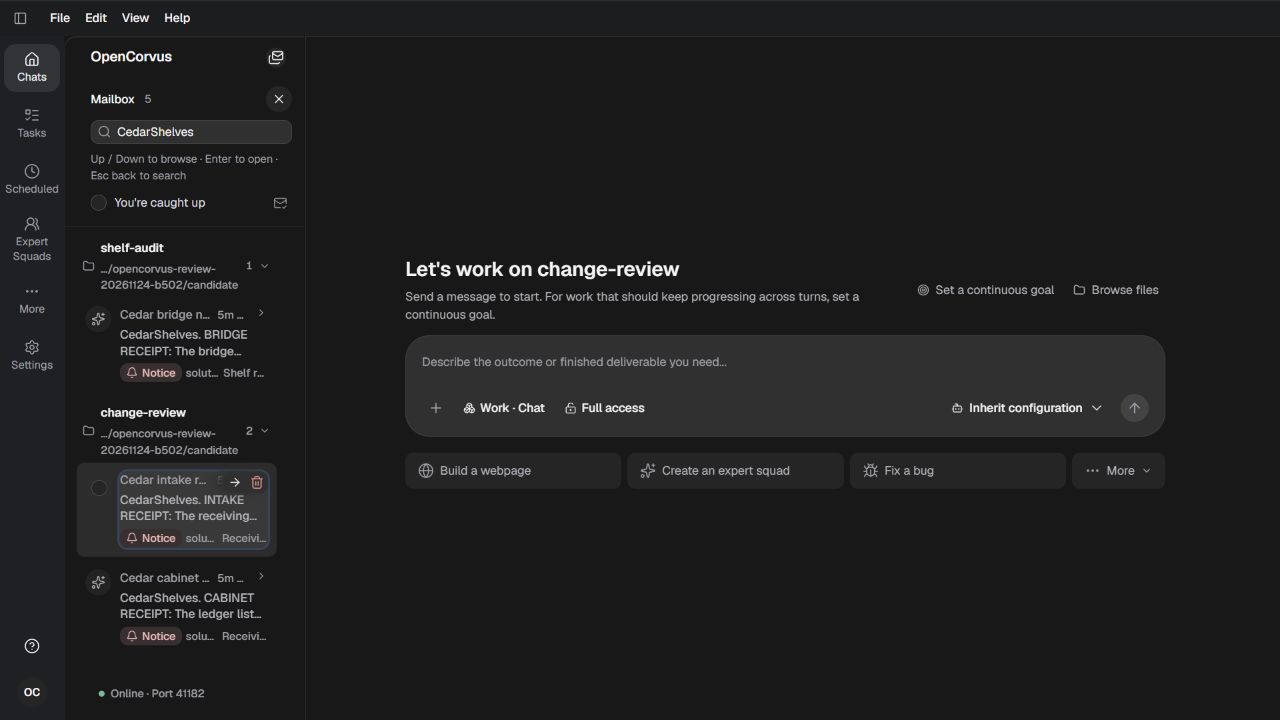 File Edit View Help
Chats
Tasks
Scheduled
Expert
Squads
More
Settings
OC
OpenCorvus
Mailbox 5
CedarShelves
Up / Down to browse · Enter to open ·
Esc back to search
You're caught up
shelf-audit
.../opencorvus-review-
20261124-b502/candidate
1
Cedar bridge n... 5m ...
CedarShelves. BRIDGE
RECEIPT: The bridge...
Notice solut... Shelf r...
change-review
.../opencorvus-review-
20261124-b502/candidate
2
Cedar intake r...
CedarShelves. INTAKE
RECEIPT: The receiving...
Notice solu... Receivi...
Cedar cabinet ... 5m ...
CedarShelves. CABINET
RECEIPT: The ledger list...
Notice solu... Receivi...
Online · Port 41182
Let's work on change-review
Send a message to start. For work that should keep progressing across turns, set a
continuous goal.
Set a continuous goal
Browse files
Describe the outcome or finished deliverable you need...
Work · Chat
Full access
Inherit configuration
Build a webpage
Create an expert squad
Fix a bug
More